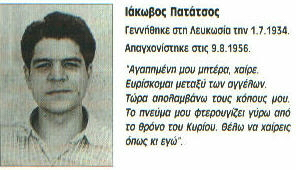 Ιάκωβος Πατάτσος
Γεννήθηκε στη Λευκωσία την 1.7.1934.
Απαγχονίστηκε στις 9.8.1956.
"Αγαπημένη μου μητέρα, χαίρε.
Ευρίσκομαι μεταξύ των αγγέλων.
Τώρα απολαμβάνω τους κόπους μου.
Το πνεύμα μου φτερουγίζει γύρω από
το θρόνο του Κυρίου. Θέλω να χαίρεις
όπως κι εγώ".